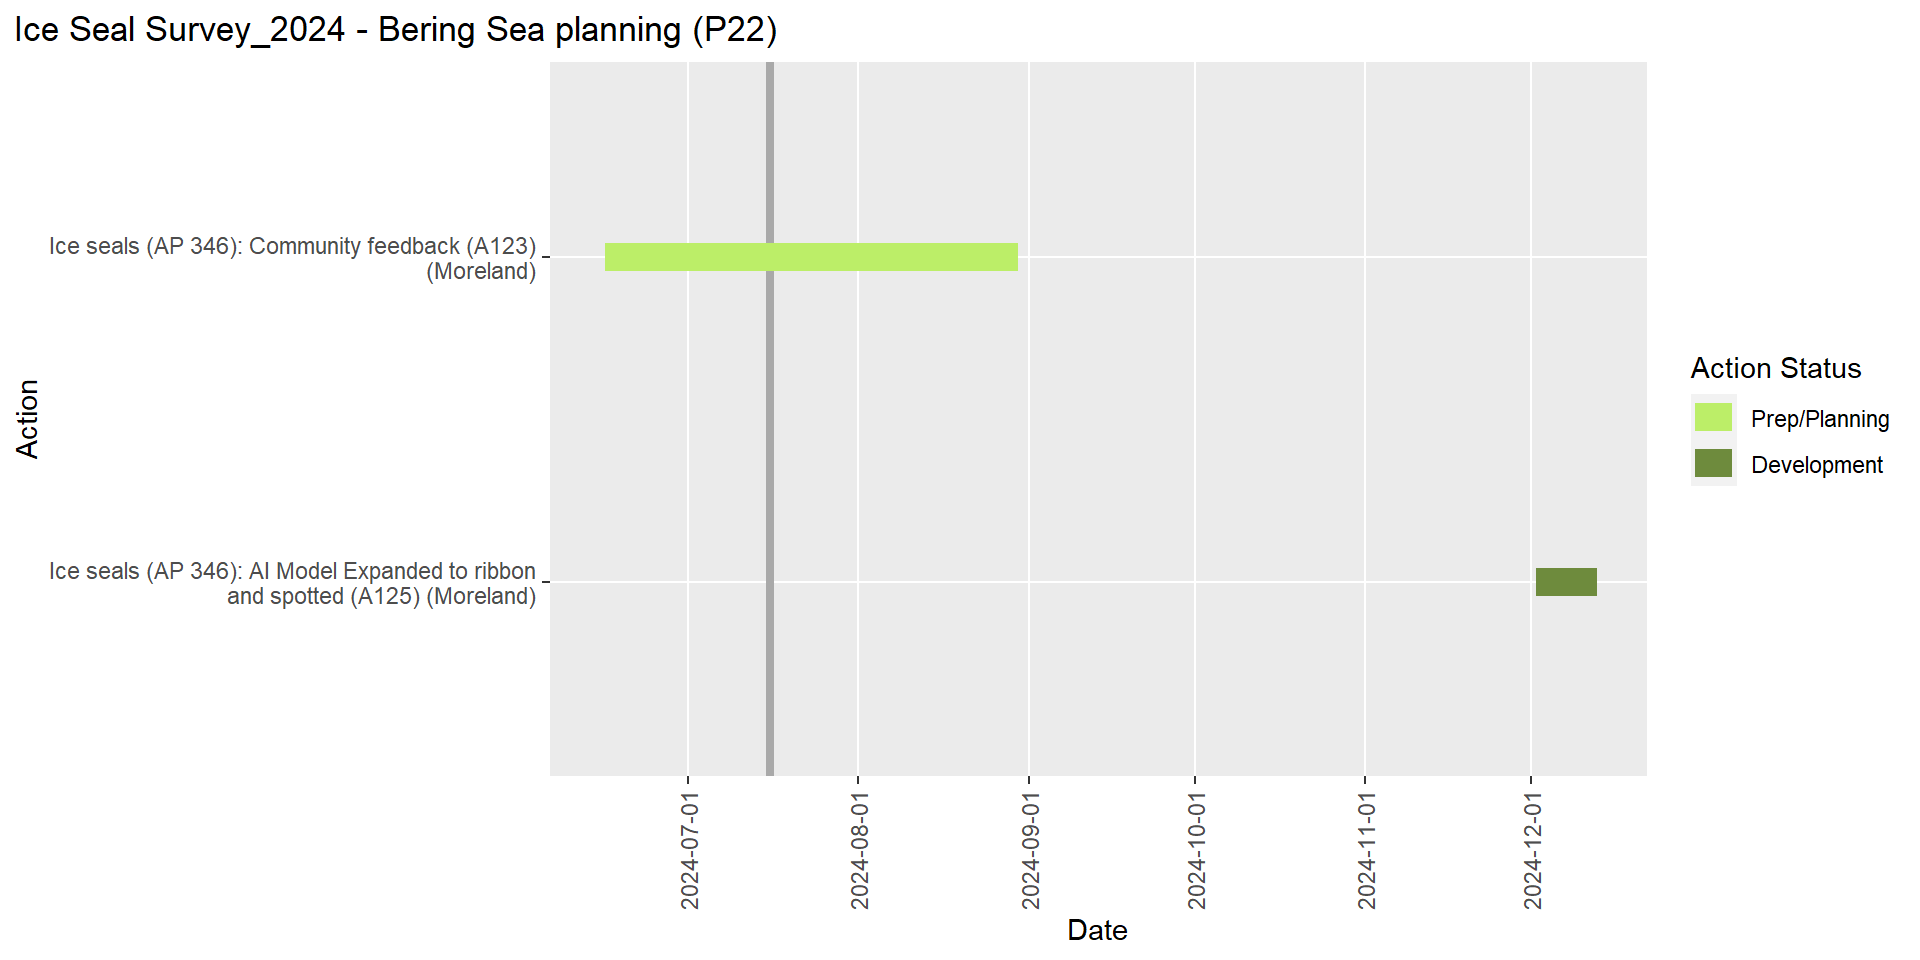 Ice Seal Survey_2024 - Bering Sea planning (P22)
Action
Ice seals (AP 346): Community feedback (A123)
(Moreland)
Ice seals (AP 346): AI Model Expanded to ribbon
and spotted (A125) (Moreland)
2024-07-01
2024-08-01
2024-09-01
2024-10-01
2024-11-01
2024-12-01
Date
Action Status
Prep/Planning
Development